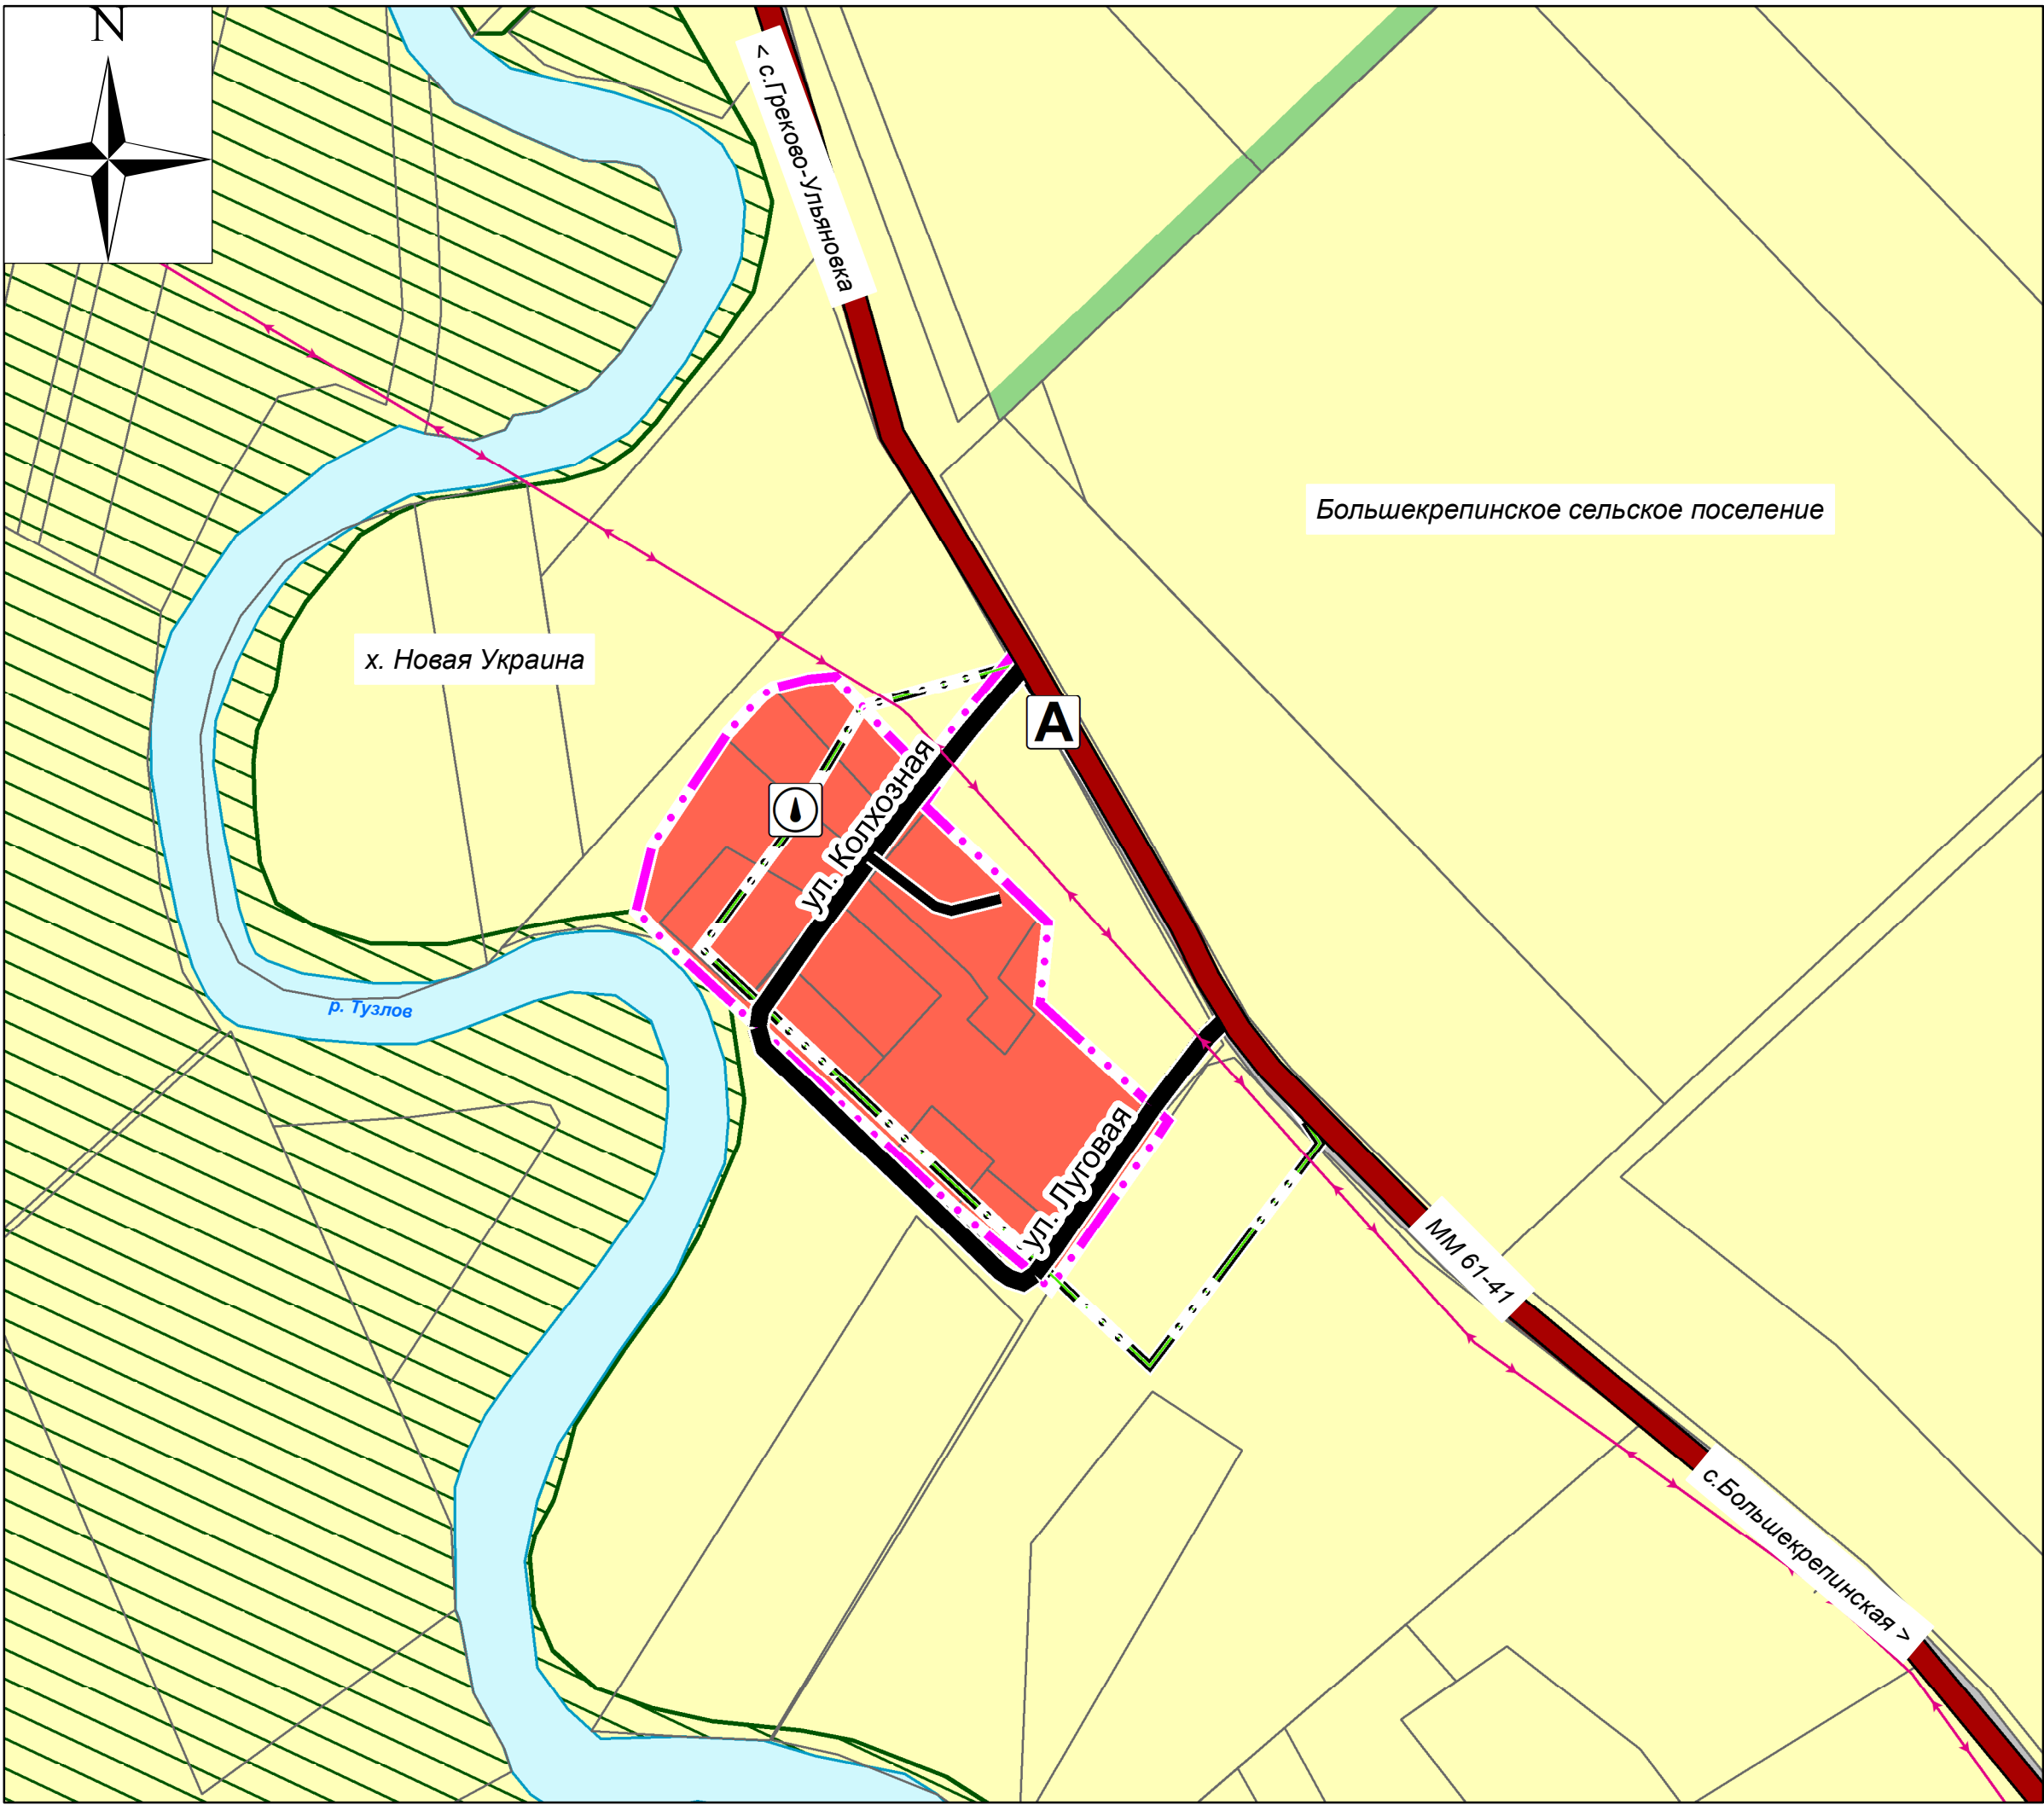 N
< с.Греково-Ульяновка
Большекрепинское сельское поселение
х. Новая Украина
А
ул. Колхозная
р. Тузлов
ул. Луговая
ММ 61-41
с.Большекрепинская >